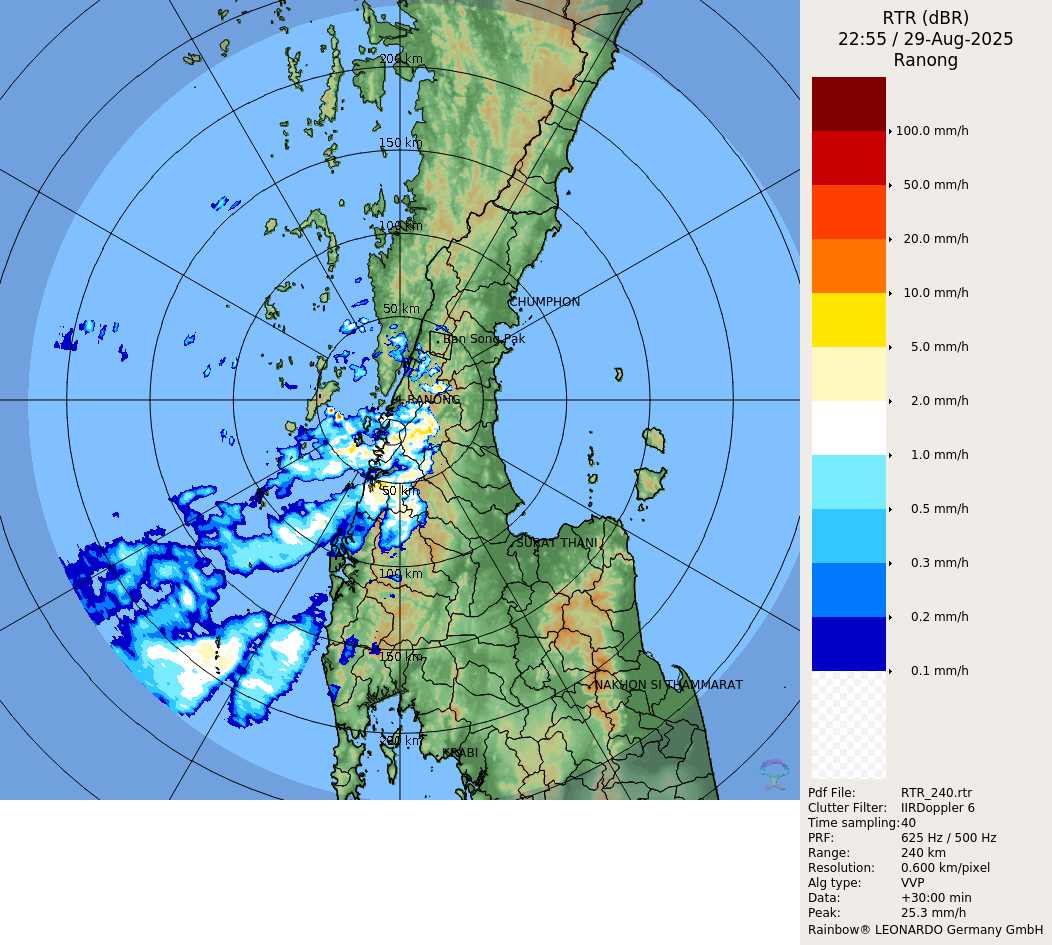 RTR (dBR)
22:55 / 29-Aug-2025
Ranong
200 km
150 km
100 km
50 km
CHUMPHON
Ban Song Pak
RANONG
50 km
SURAT THANI
100 km
150 km
NAKHON SI THAMMARAT
200 km
KRABI
100.0 mm/h
50.0 mm/h
20.0 mm/h
10.0 mm/h
5.0 mm/h
2.0 mm/h
1.0 mm/h
0.5 mm/h
0.3 mm/h
0.2 mm/h
0.1 mm/h
Pdf File: RTR_240.rtr
Clutter Filter: IIRDoppler 6
Time sampling:40
PRF: 625 Hz / 500 Hz
Range: 240 km
Resolution: 0.600 km/pixel
Alg type: VVP
Data: +30:00 min
Peak: 25.3 mm/h
Rainbow® LEONARDO Germany GmbH